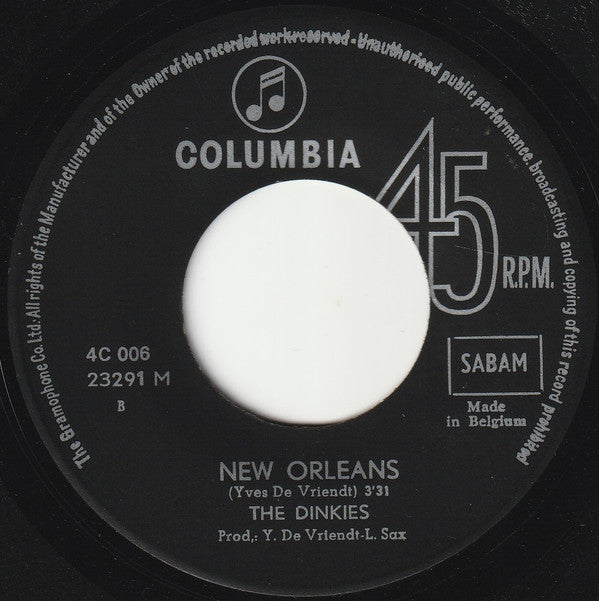 The Gramophone Co. Ltd. All rights of the Manufacturer and of the Owner of the recorded work reserved - Unauthorised public performance, broadcasting and copying of this record prohibited
COLUMBIA
45
R.P.M.
4C 006
23291 M
B
SABAM
Made
in Belgium
NEW ORLEANS
(Yves De Vriendt) 3'31
THE DINKIES
Prod,: Y. De Vriendt-L. Sax